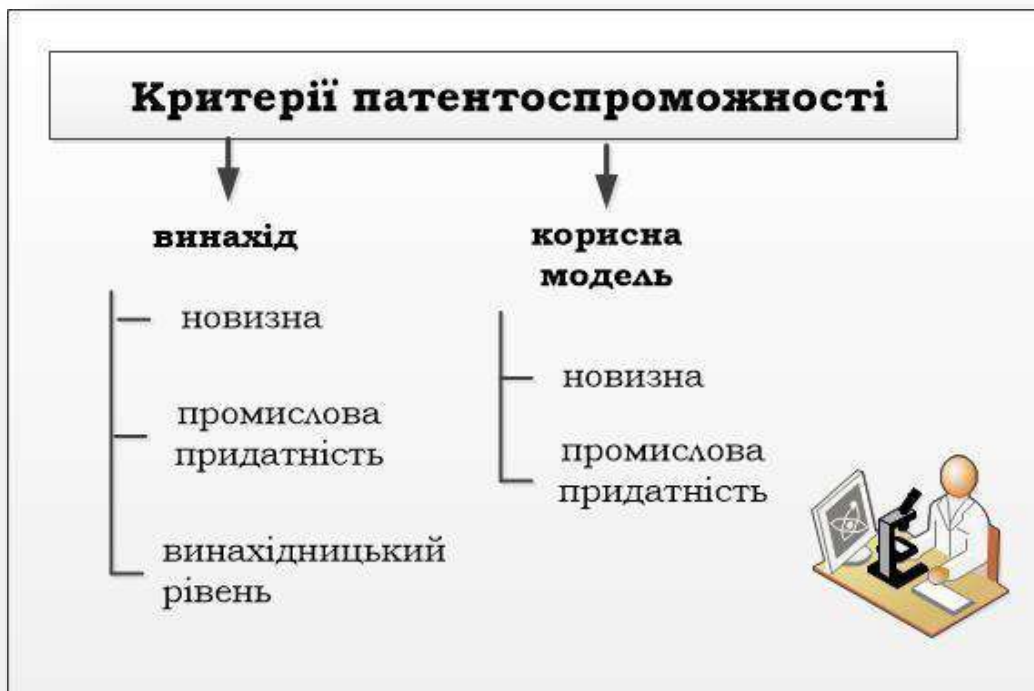 Критерії патентоспроможності
винахід
новизна
промислова
придатність
винахідницький
рівень
корисна
модель
новизна
промислова
придатність